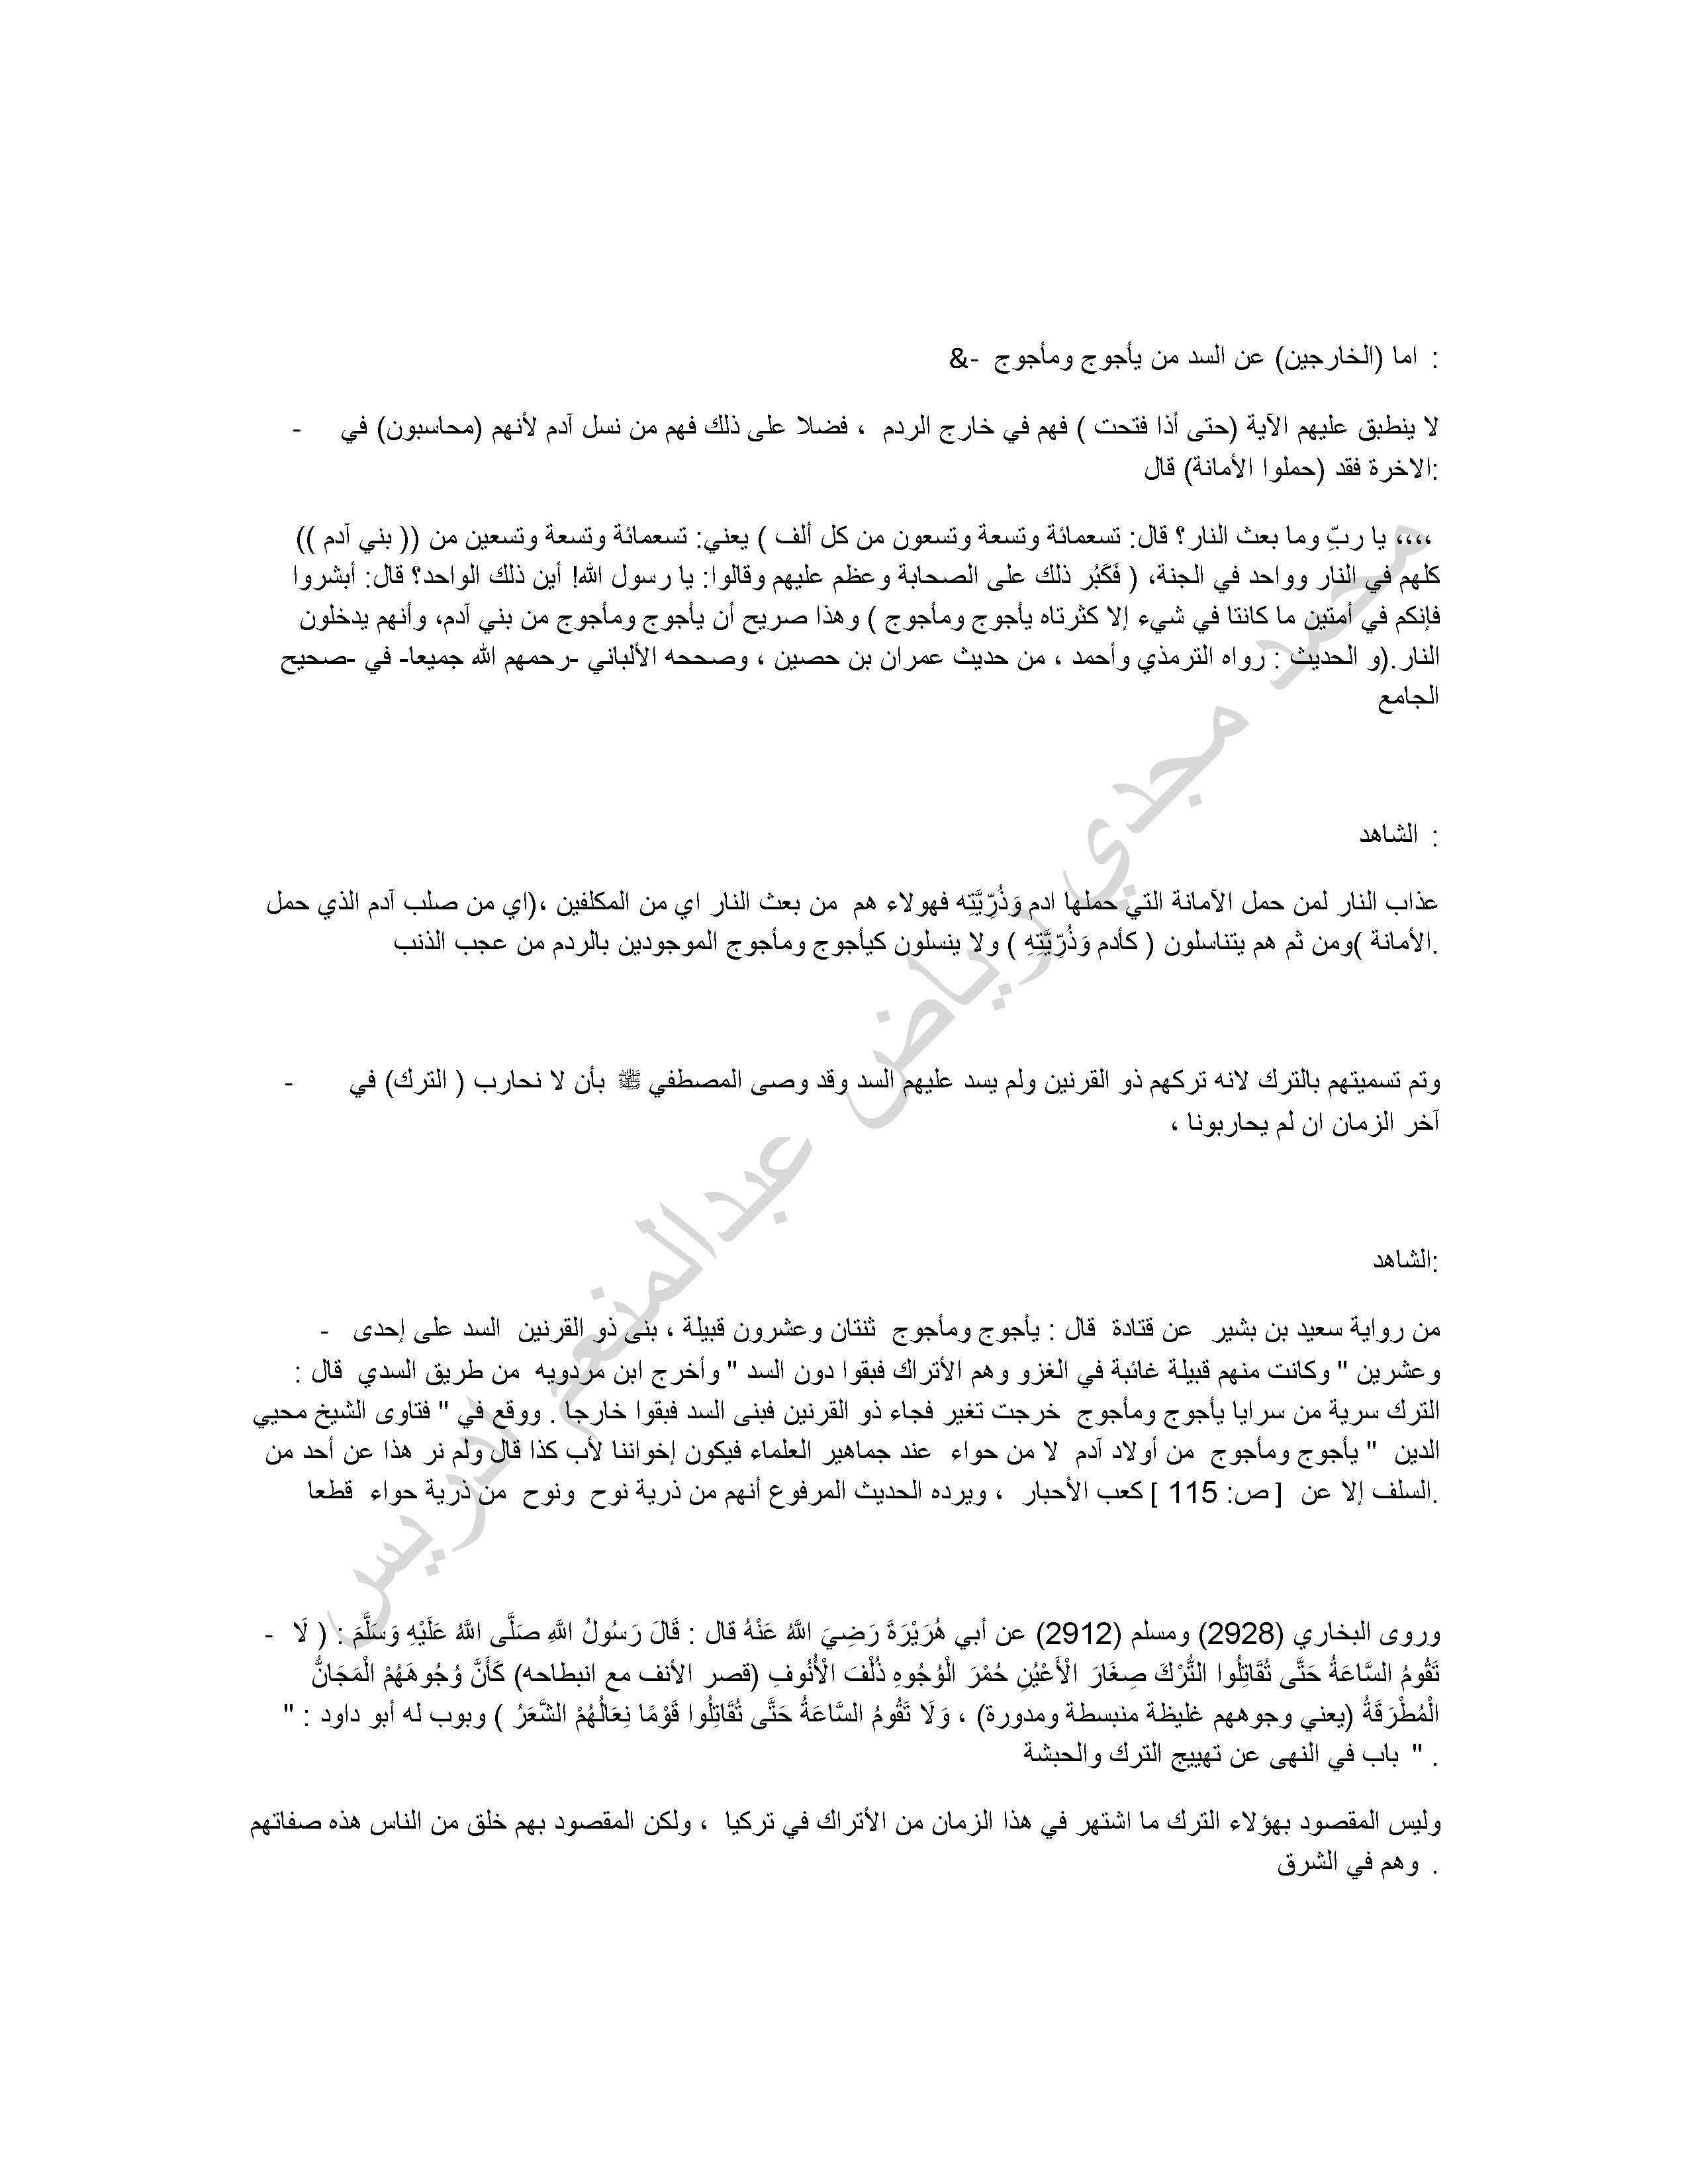 : اما (الخارجين) عن السد من يأجوج ومأجوج -&
لا ينطبق عليهم الآية (حتى أذا فتحت ) فهم في خارج الردم ، فضلا على ذلك فهم من نسل آدم لأنهم (محاسبون) في -
:الاخرة فقد (حملوا الأمانة) قال
،،،، يا ربِّ وما بعث النار؟ قال: تسعمائة وتسعة وتسعون من كل ألف ) يعني: تسعمائة وتسعة وتسعين من (( بني آدم ))
كلهم في النار وواحد في الجنة، ( فَكَبُر ذلك على الصحابة وعظم عليهم وقالوا: يا رسول الله! أين ذلك الواحد؟ قال: أبشروا
فإنكم في أمتين ما كانتا في شيء إلا كثرتاه يأجوج ومأجوج ) وهذا صريح أن يأجوج ومأجوج من بني آدم، وأنهم يدخلون
النار.(و الحديث : رواه الترمذي وأحمد ، من حديث عمران بن حصين ، وصححه الألباني -رحمهم الله جميعا- في -صحيح
الجامع
: الشاهد
عذاب النار لمن حمل الآمانة التي حملها ادم وَذُرِّيَّتِه فهولاء هم من بعث النار اي من المكلفين ،(اي من صلب آدم الذي حمل
.الأمانة )ومن ثم هم يتناسلون ( كأدم وَذُرِّيَّتِهِ ) ولا ينسلون كيأجوج ومأجوج الموجودين بالردم من عجب الذنب
وتم تسميتهم بالترك لانه تركهم ذو القرنين ولم يسد عليهم السد وقد وصى المصطفي ﷺ بأن لا نحارب ( الترك) في -
آخر الزمان ان لم يحاربونا ،
:الشاهد
من رواية سعيد بن بشير عن قتادة قال : يأجوج ومأجوج ثنتان وعشرون قبيلة ، بنى ذو القرنين السد على إحدى -
وعشرين " وكانت منهم قبيلة غائبة في الغزو وهم الأتراك فبقوا دون السد " وأخرج ابن مردويه من طريق السدي قال :
الترك سرية من سرايا يأجوج ومأجوج خرجت تغير فجاء ذو القرنين فبنى السد فبقوا خارجا . ووقع في " فتاوى الشيخ محيي
الدين " يأجوج ومأجوج من أولاد آدم لا من حواء عند جماهير العلماء فيكون إخواننا لأب كذا قال ولم نر هذا عن أحد من
.السلف إلا عن [ ص: 115 ] كعب الأحبار ، ويرده الحديث المرفوع أنهم من ذرية نوح ونوح من ذرية حواء قطعا
وروى البخاري (2928) ومسلم (2912) عن أبي هُرَيْرَةَ رَضِيَ اللَّهُ عَنْهُ قال : قَالَ رَسُولُ اللَّهِ صَلَّى اللَّهُ عَلَيْهِ وَسَلَّمَ : ( لَا -
تَقُومُ السَّاعَةُ حَتَّى تُقَاتِلُوا التُّرْكَ صِغَارَ الْأَعْيُنِ حُمْرَ الْوُجُوهِ ذُلْفَ الْأُنُوفِ (قصر الأنف مع انبطاحه) كَأَنَّ وُجُوهَهُمْ الْمَجَانُّ
الْمُطْرَقَةُ (يعني وجوههم غليظة منبسطة ومدورة) ، وَلَا تَقُومُ السَّاعَةُ حَتَّى تُقَاتِلُوا قَوْمًا نِعَالُهُمْ الشَّعَرُ ) وبوب له أبو داود : "
. " باب في النهى عن تهييج الترك والحبشة
وليس المقصود بهؤلاء الترك ما اشتهر في هذا الزمان من الأتراك في تركيا ، ولكن المقصود بهم خلق من الناس هذه صفاتهم
. وهم في الشرق
محمد مجدي رياض عبدالمنعم ادريس